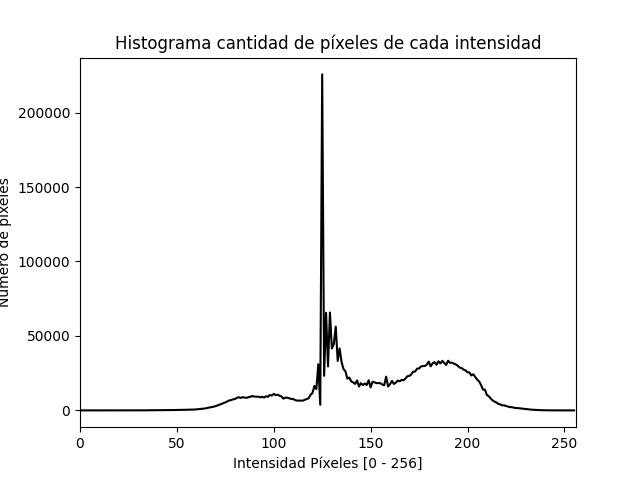 Histograma cantidad de píxeles de cada intensidad
Número de píxeles
200000
150000
100000
50000
0
0 50 100 150 200 250
Intensidad Píxeles [0 - 256]